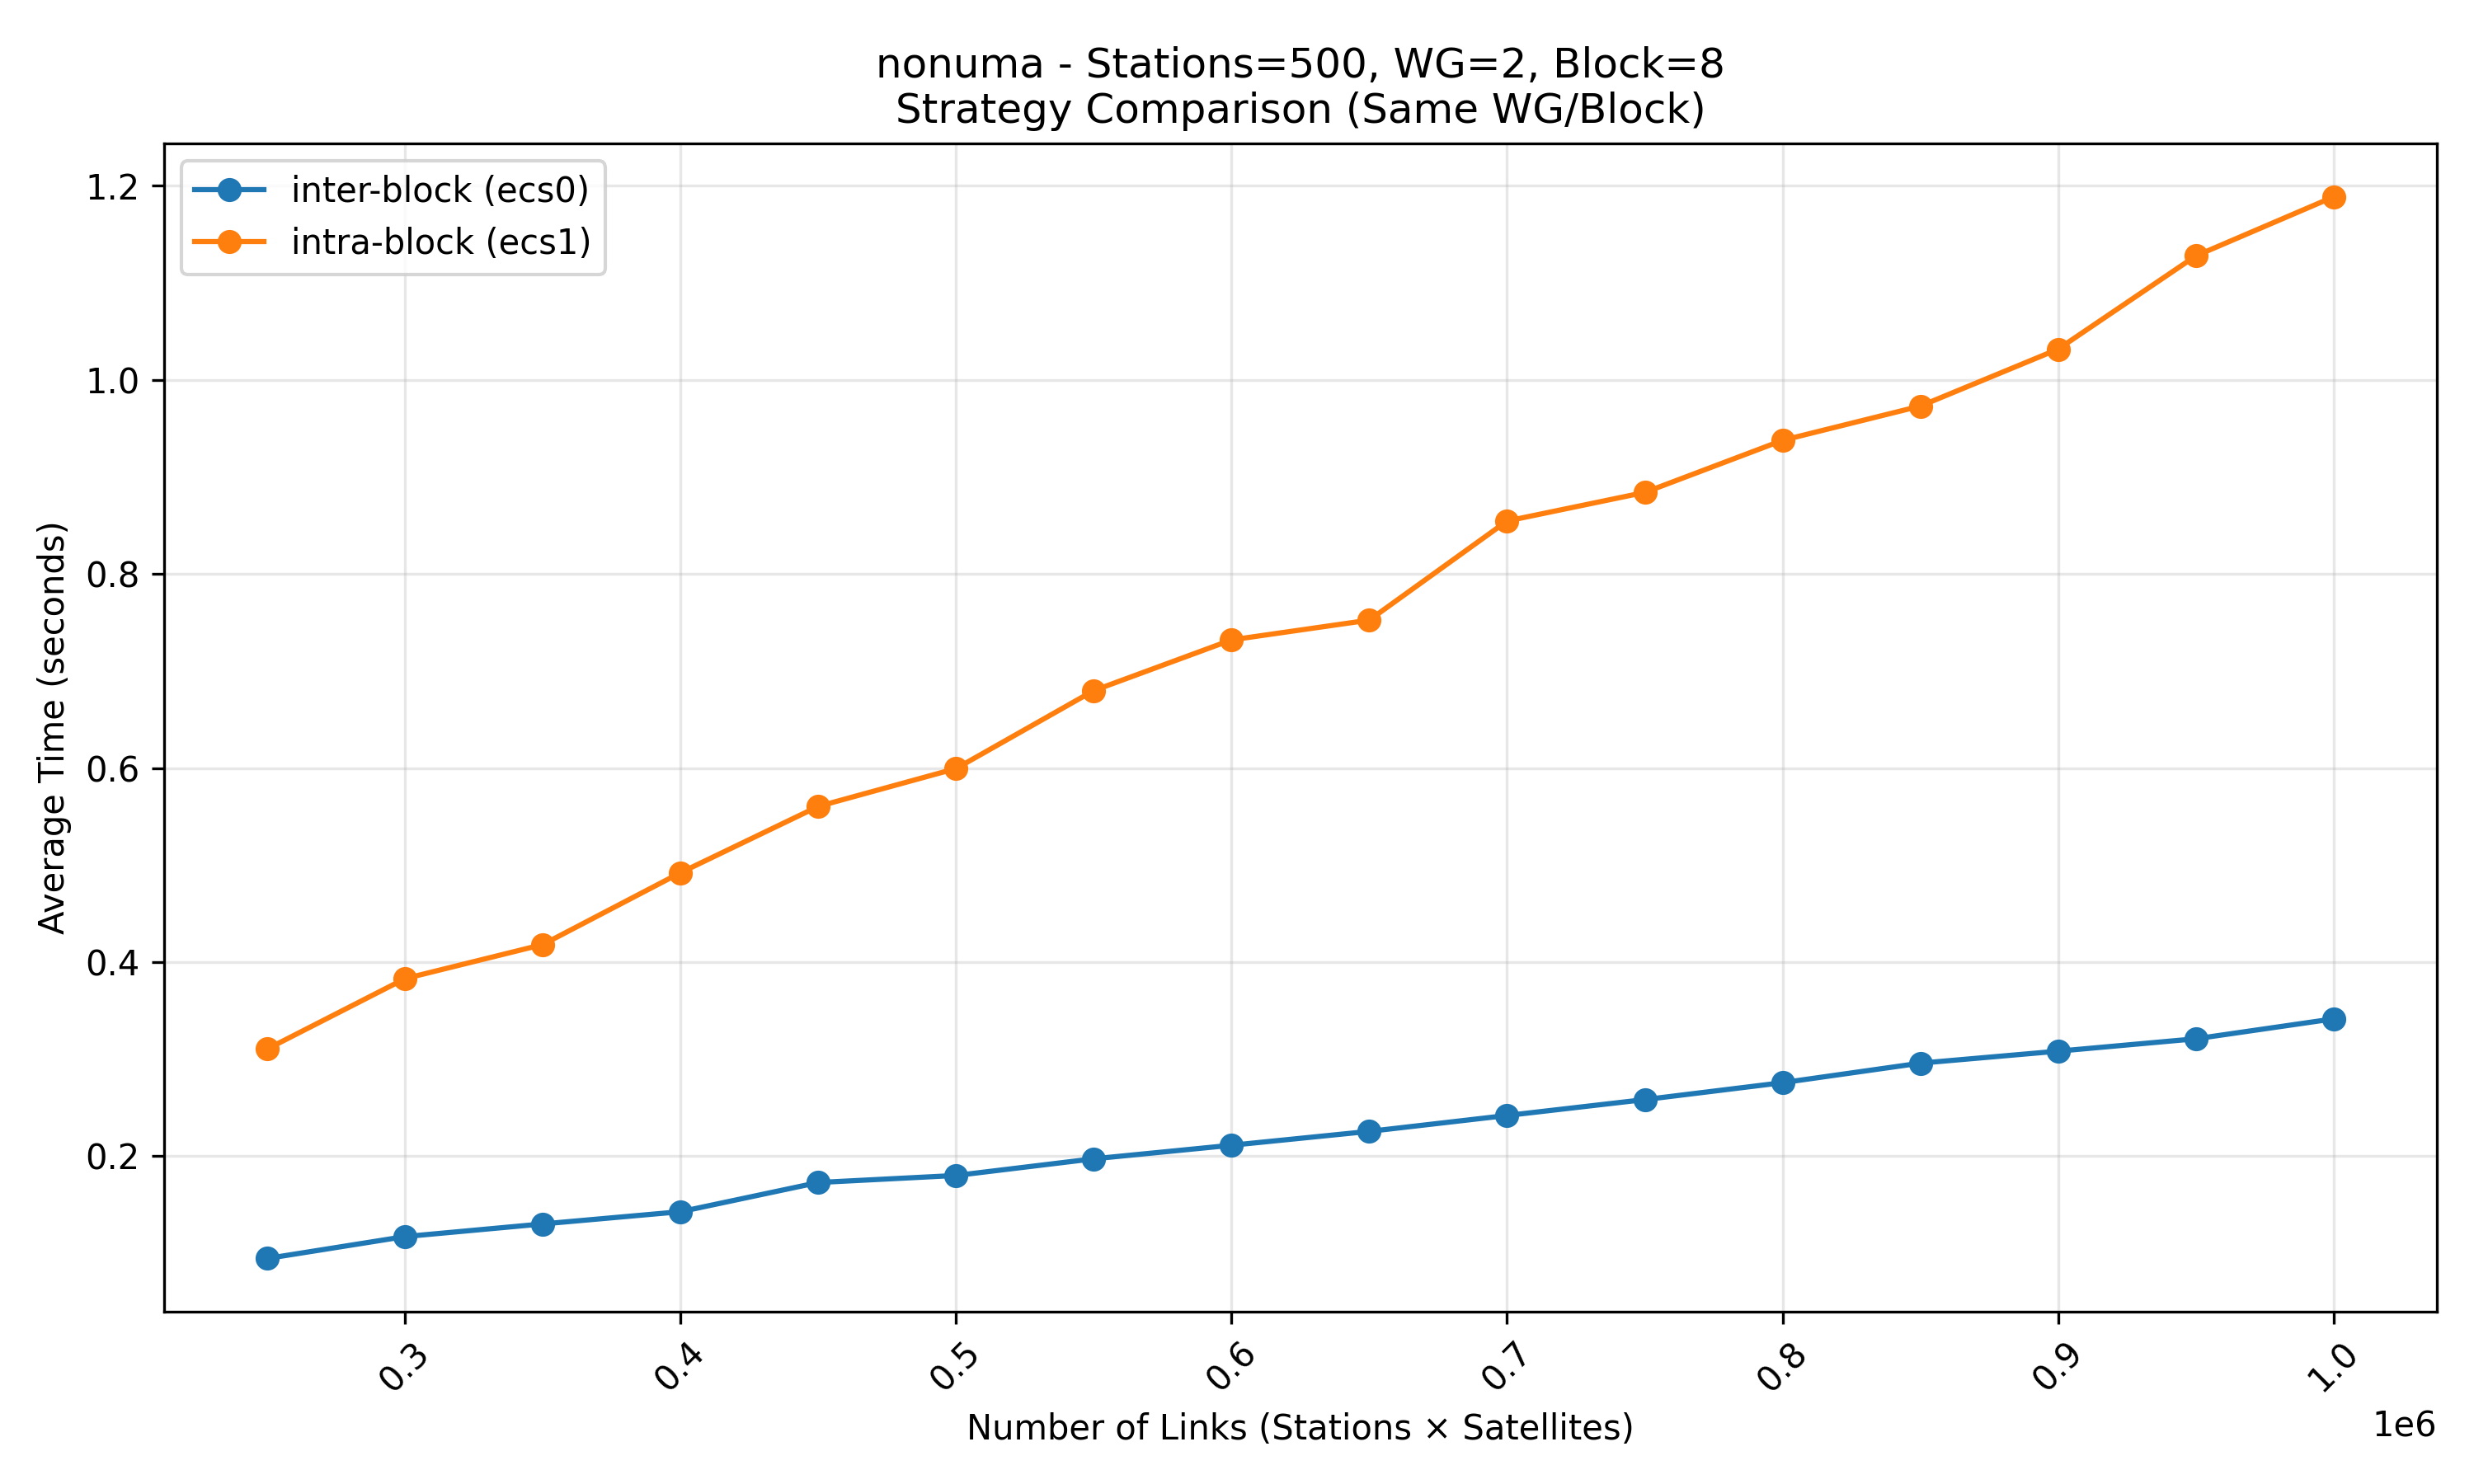 nonuma - Stations=500, WG=2, Block=8
Strategy Comparison (Same WG/Block)
inter-block (ecs0)
intra-block (ecs1)
Average Time (seconds)
1.2
1.0
0.8
0.6
0.4
0.2
0.3
0.4
0.5
0.6
0.7
0.8
0.9
1.0
1e6
Number of Links (Stations × Satellites)